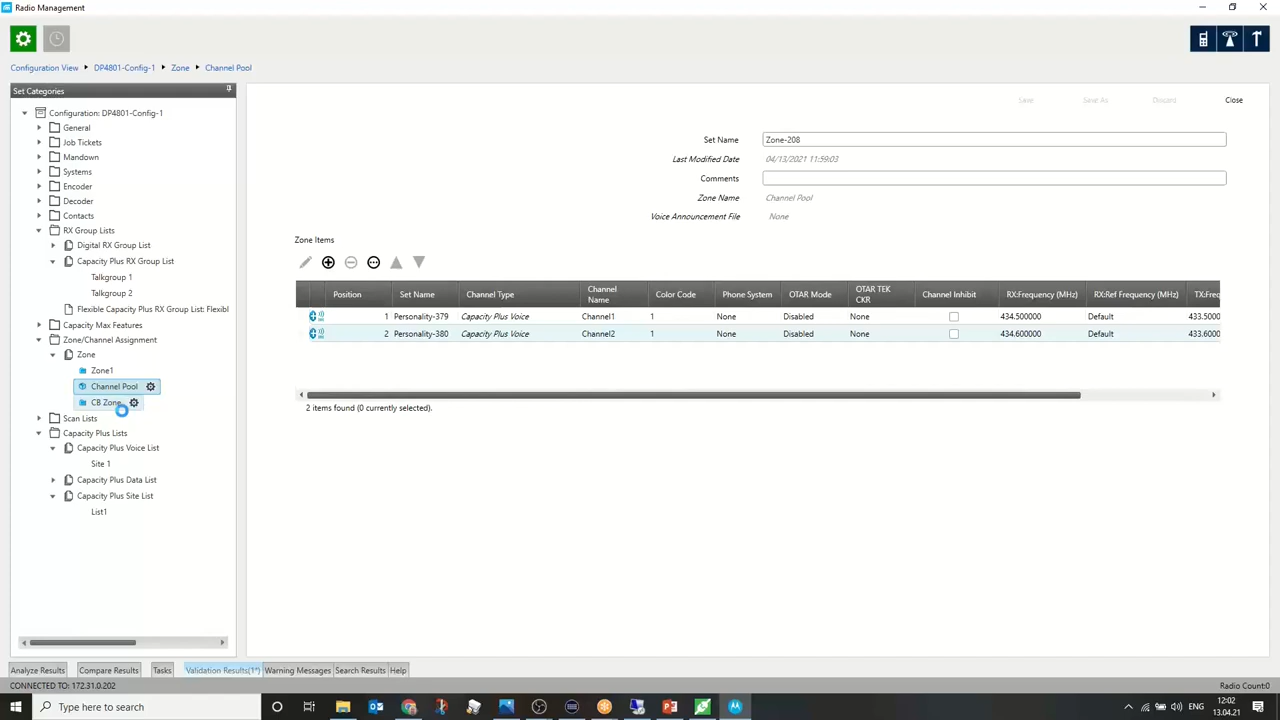 Radio Management
Configuration View DP4801-Config-1 Zone Channel Pool
Set Categories
Configuration: DP4801-Config-1
General
Job Tickets
Mandown
Systems
Encoder
Decoder
Contacts
RX Group Lists
Digital RX Group List
Capacity Plus RX Group List
Talkgroup 1
Talkgroup 2
Flexible Capacity Plus RX Group List: Flexibl
Capacity Max Features
Zone/Channel Assignment
Zone
Zone1
Channel Pool
CB Zone
Scan Lists
Capacity Plus Lists
Capacity Plus Voice List
Site 1
Capacity Plus Data List
Capacity Plus Site List
List1
Save Save As Discard Close
Set Name Zone-208
Last Modified Date 04/13/2021 11:59:03
Comments
Zone Name Channel Pool
Voice Announcement File None
Zone Items
Position Set Name Channel Type Channel Name Color Code Phone System OTAR Mode OTAR TEK CKR Channel Inhibit RX:Frequency (MHz) RX:Ref Frequency (MHz) TX:Freq
1 Personality-379 Capacity Plus Voice Channel1 1 None Disabled None 434.500000 Default 433.5000
2 Personality-380 Capacity Plus Voice Channel2 1 None Disabled None 434.600000 Default 433.6000
2 items found (0 currently selected).
Analyze Results Compare Results Tasks Validation Results(1*) Warning Messages Search Results Help
CONNECTED TO: 172.31.0.202 Radio Count:0
Type here to search
ENG
12:02
13.04.21